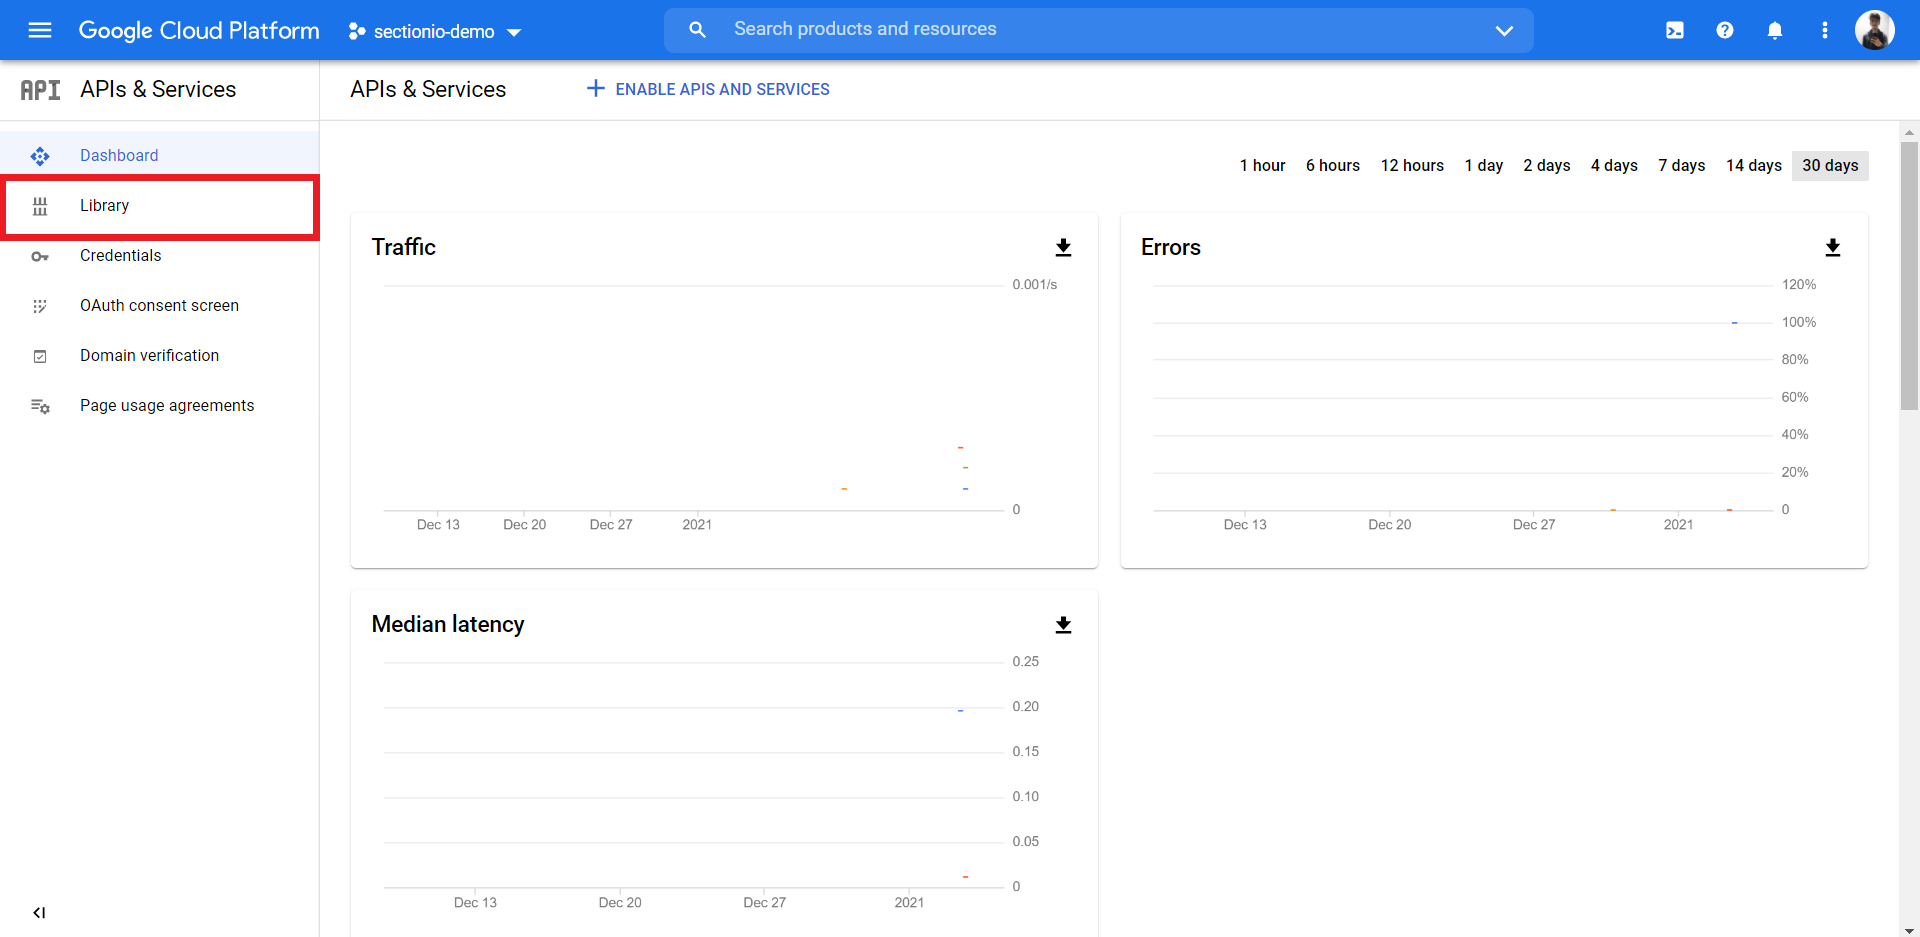 Google Cloud Platform
sectionio-demo
Search products and resources
API APIs & Services
APIs & Services
ENABLE APIS AND SERVICES
Dashboard
Library
Credentials
OAuth consent screen
Domain verification
Page usage agreements
1 hour 6 hours 12 hours 1 day 2 days 4 days 7 days 14 days 30 days
Traffic
0.001/s
0
Dec 13 Dec 20 Dec 27 2021
Errors
120%
100%
80%
60%
40%
20%
0
Dec 13 Dec 20 Dec 27 2021
Median latency
0.25
0.20
0.15
0.10
0.05
0
Dec 13 Dec 20 Dec 27 2021